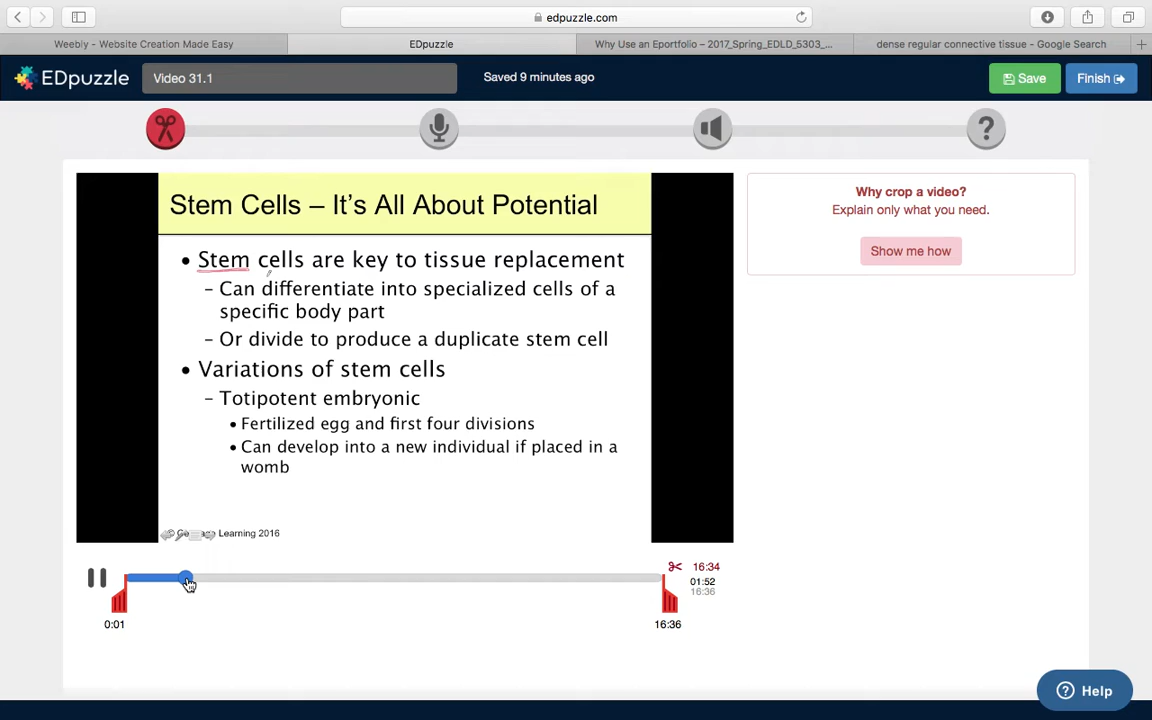 edpuzzle.com
Weebly - Website Creation Made Easy
EDpuzzle
Why Use an Eportfolio – 2017_Spring_EDLD_5303_...
dense regular connective tissue - Google Search
EDpuzzle
Video 31.1
Saved 9 minutes ago
Save
Finish
?
Stem Cells – It's All About Potential
• Stem cells are key to tissue replacement
– Can differentiate into specialized cells of a
specific body part
– Or divide to produce a duplicate stem cell
• Variations of stem cells
– Totipotent embryonic
• Fertilized egg and first four divisions
• Can develop into a new individual if placed in a
womb
Learning 2016
Why crop a video?
Explain only what you need.
Show me how
16:34
01:52
16:36
0:01
16:36
? Help